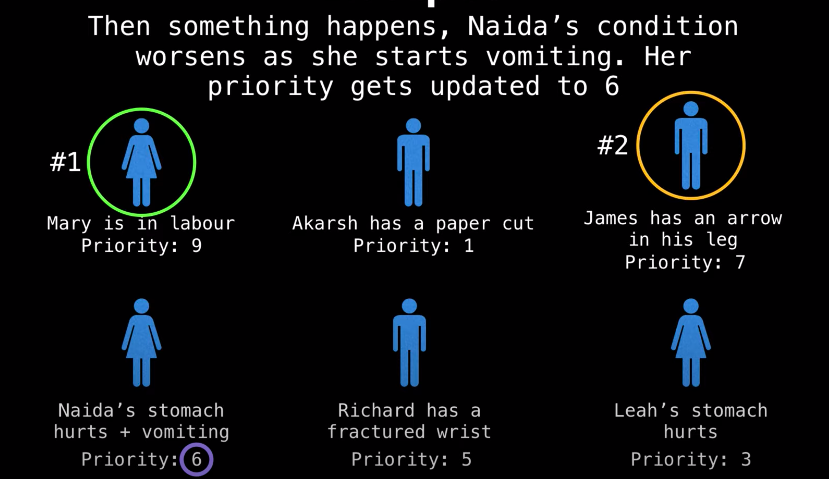 Then something happens, Naida’s condition
worsens as she starts vomiting. Her
priority gets updated to 6
#1
#2
Mary is in labour
Priority: 9
Akarsh has a paper cut
Priority: 1
James has an arrow
in his leg
Priority: 7
Naida’s stomach
hurts + vomiting
Priority: 6
Richard has a
fractured wrist
Priority: 5
Leah’s stomach
hurts
Priority: 3